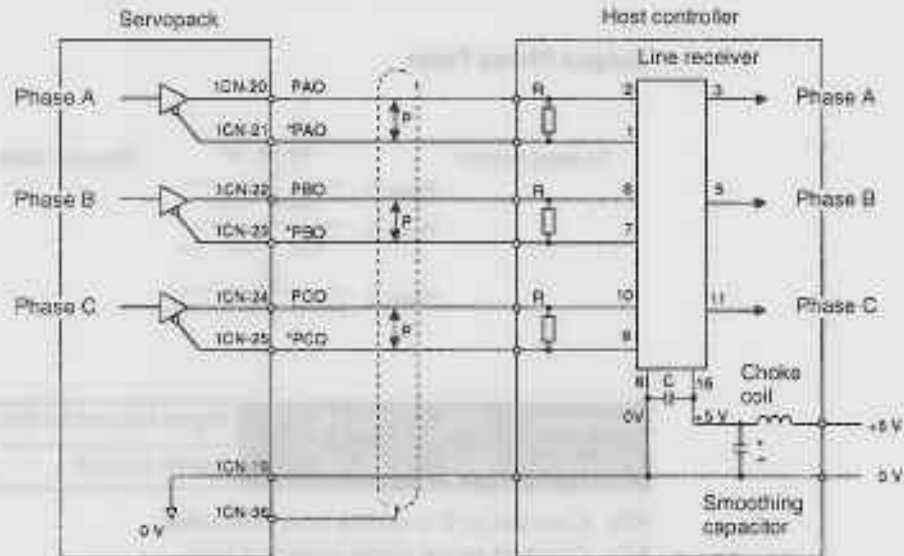 Servopack
Host controller
Line receiver
Phase A
1CN-20 PAO
R
2
3
Phase A
1CN-21 *PAO
P
1
Phase B
1CN-22 PBO
R
6
5
Phase B
1CN-23 *PBO
P
7
Phase C
1CN-24 PCO
R
10
11
Phase C
1CN-25 *PCO
P
9
8 C 16
Choke
coil
0V
+5 V
+5 V
1CN-19
0 V
1CN-36
0 V
+
−
Smoothing
capacitor